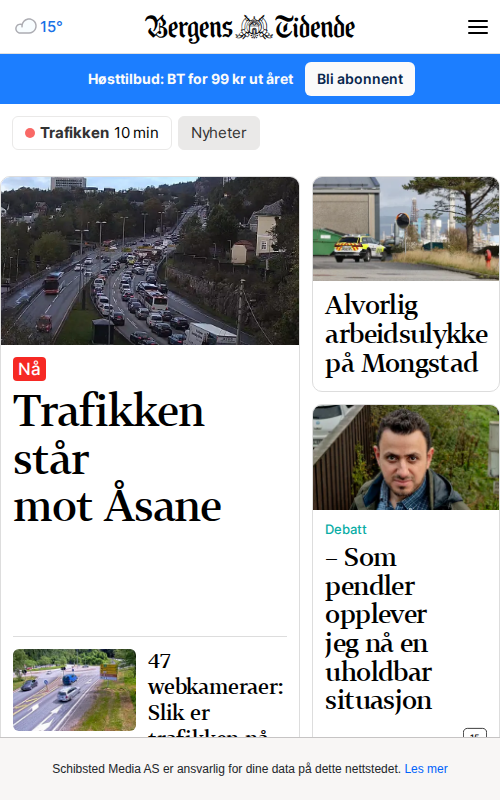 15°
Bergens Tidende
Høsttilbud: BT for 99 kr ut året
Bli abonnent
Trafikken 10 min
Nyheter
Nå
Trafikken
står
mot Åsane
47
webkameraer:
Slik er
trafikken nå
Alvorlig
arbeidsulykke
på Mongstad
Debatt
– Som
pendler
opplever
jeg nå en
uholdbar
situasjon
Schibsted Media AS er ansvarlig for dine data på dette nettstedet. Les mer